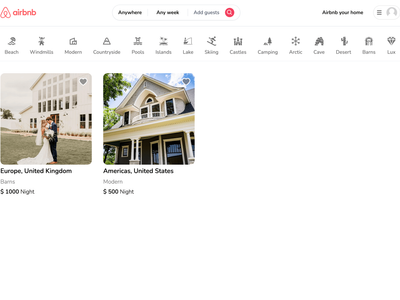 airbnb
Anywhere
Any week
Add guests
Airbnb your home
Beach
Windmills
Modern
Countryside
Pools
Islands
Lake
Skiing
Castles
Camping
Arctic
Cave
Desert
Barns
Lux
Europe, United Kingdom
Barns
$ 1000 Night
Americas, United States
Modern
$ 500 Night